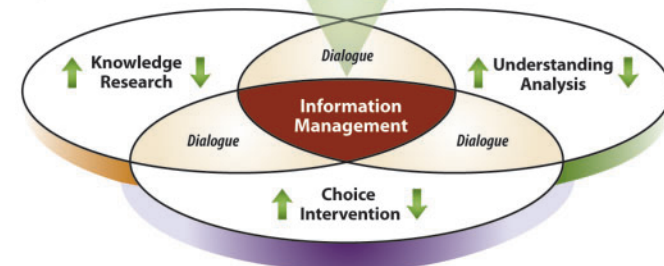 Dialogue
Knowledge
Research
Understanding
Analysis
Information
Management
Dialogue
Dialogue
Choice
Intervention